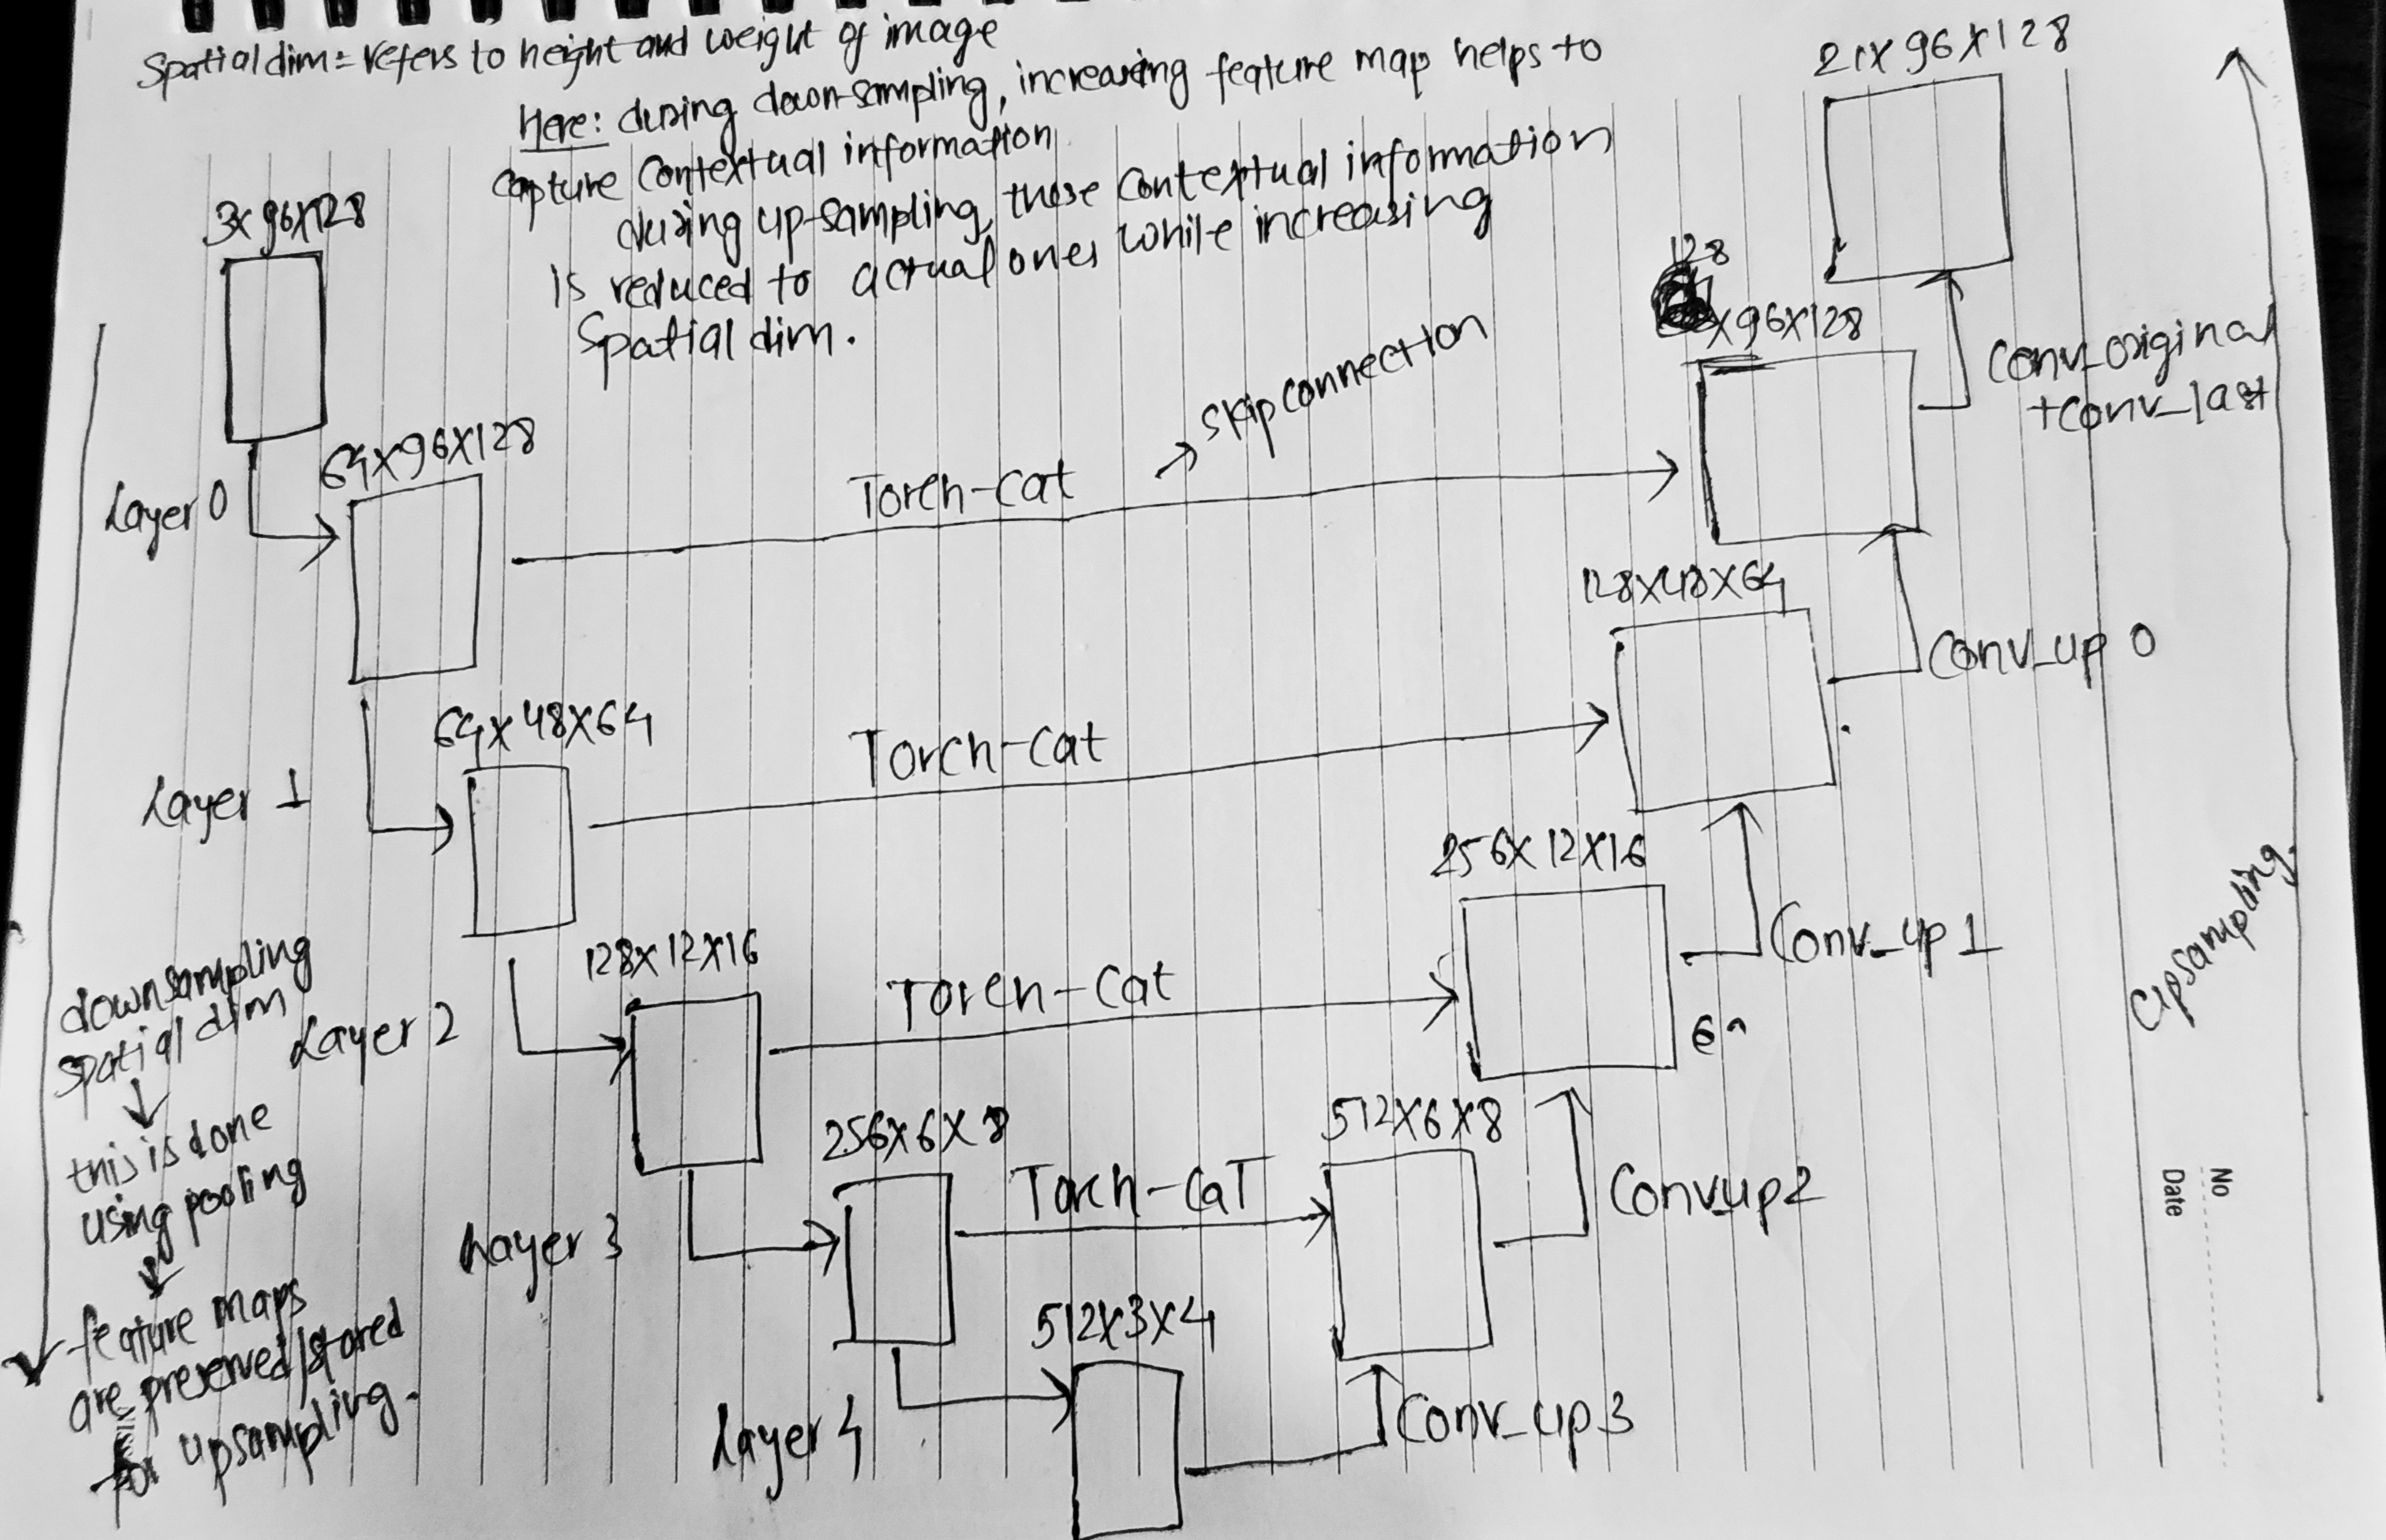 Spatial dim = refers to height and weight of image
Here: during down-sampling, increasing feature map helps to
capture contextual information
during up-sampling, these contextual information
is reduced to actual ones while increasing
Spatial dim.
3x96x128
Layer 0
64x96x128
Torch-cat
→ skip connection
128
x96x128
21x96x128
Conv_original
+conv_last
Layer 1
64x48x64
Torch-cat
128x48x64
Conv_up 0
Layer 2
128x12x16
Torch-cat
256x12x16
Conv_up 1
Layer 3
256x6x8
Torch-CaT
512x6x8
Convup2
Layer 4
512x3x4
Conv_up 3
downsampling
spatial dim
this is done
using pooling
feature maps
are preserved/stored
for upsampling.
Upsampling
No
Date